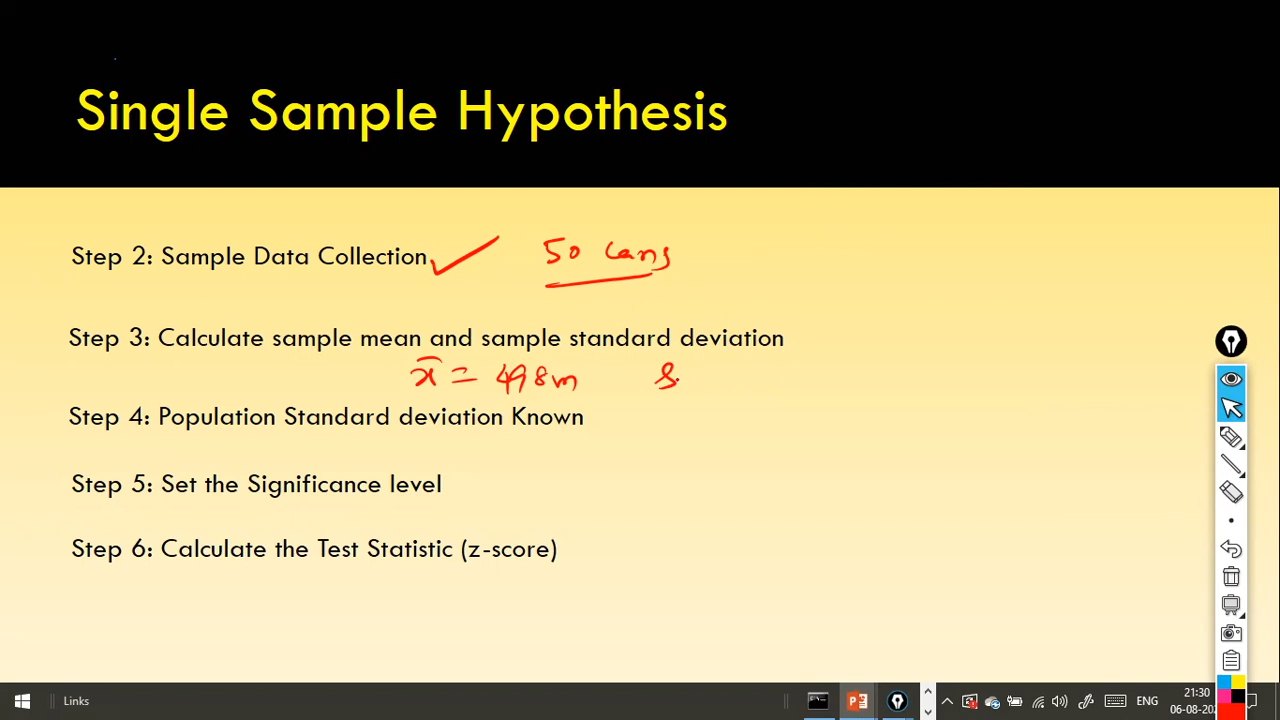 Single Sample Hypothesis
Step 2: Sample Data Collection 50 cans
Step 3: Calculate sample mean and sample standard deviation
x̄ = 498m s
Step 4: Population Standard deviation Known
Step 5: Set the Significance level
Step 6: Calculate the Test Statistic (z-score)
Links
ENG
21:30
06-08-202